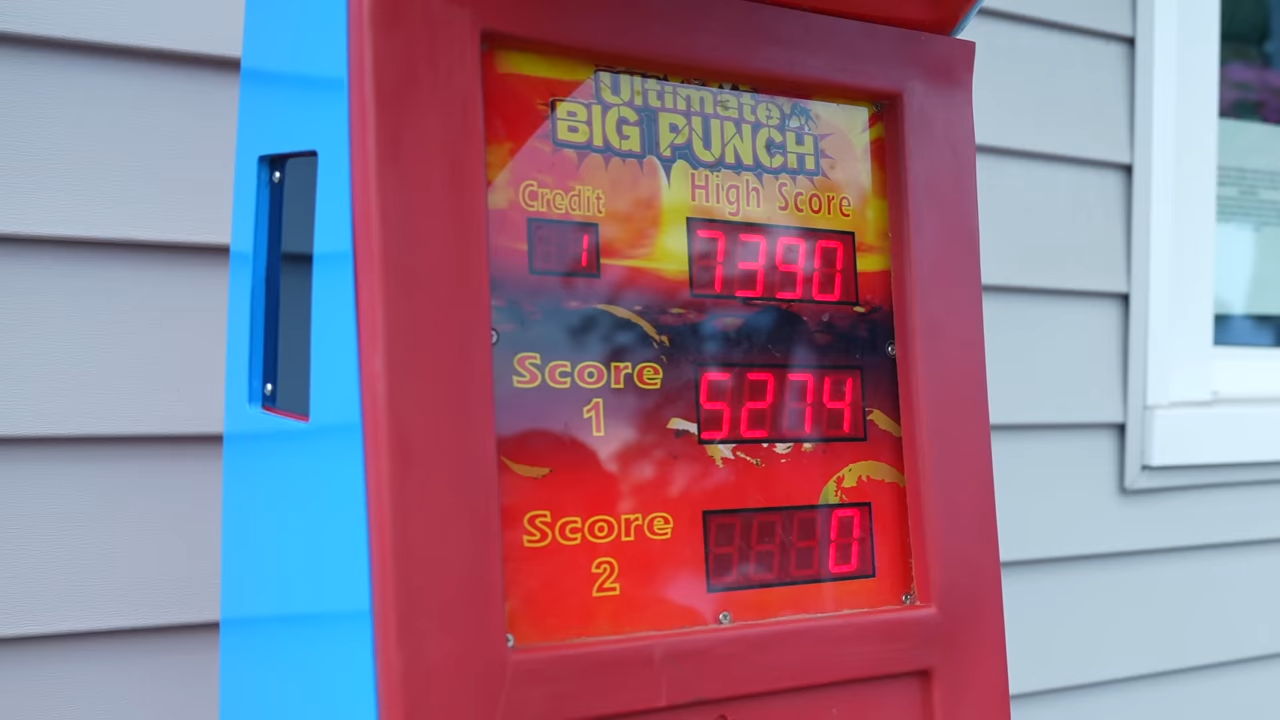 Ultimate
BIG PUNCH
Credit High Score
1 7390
Score 5274
1
Score 0
2